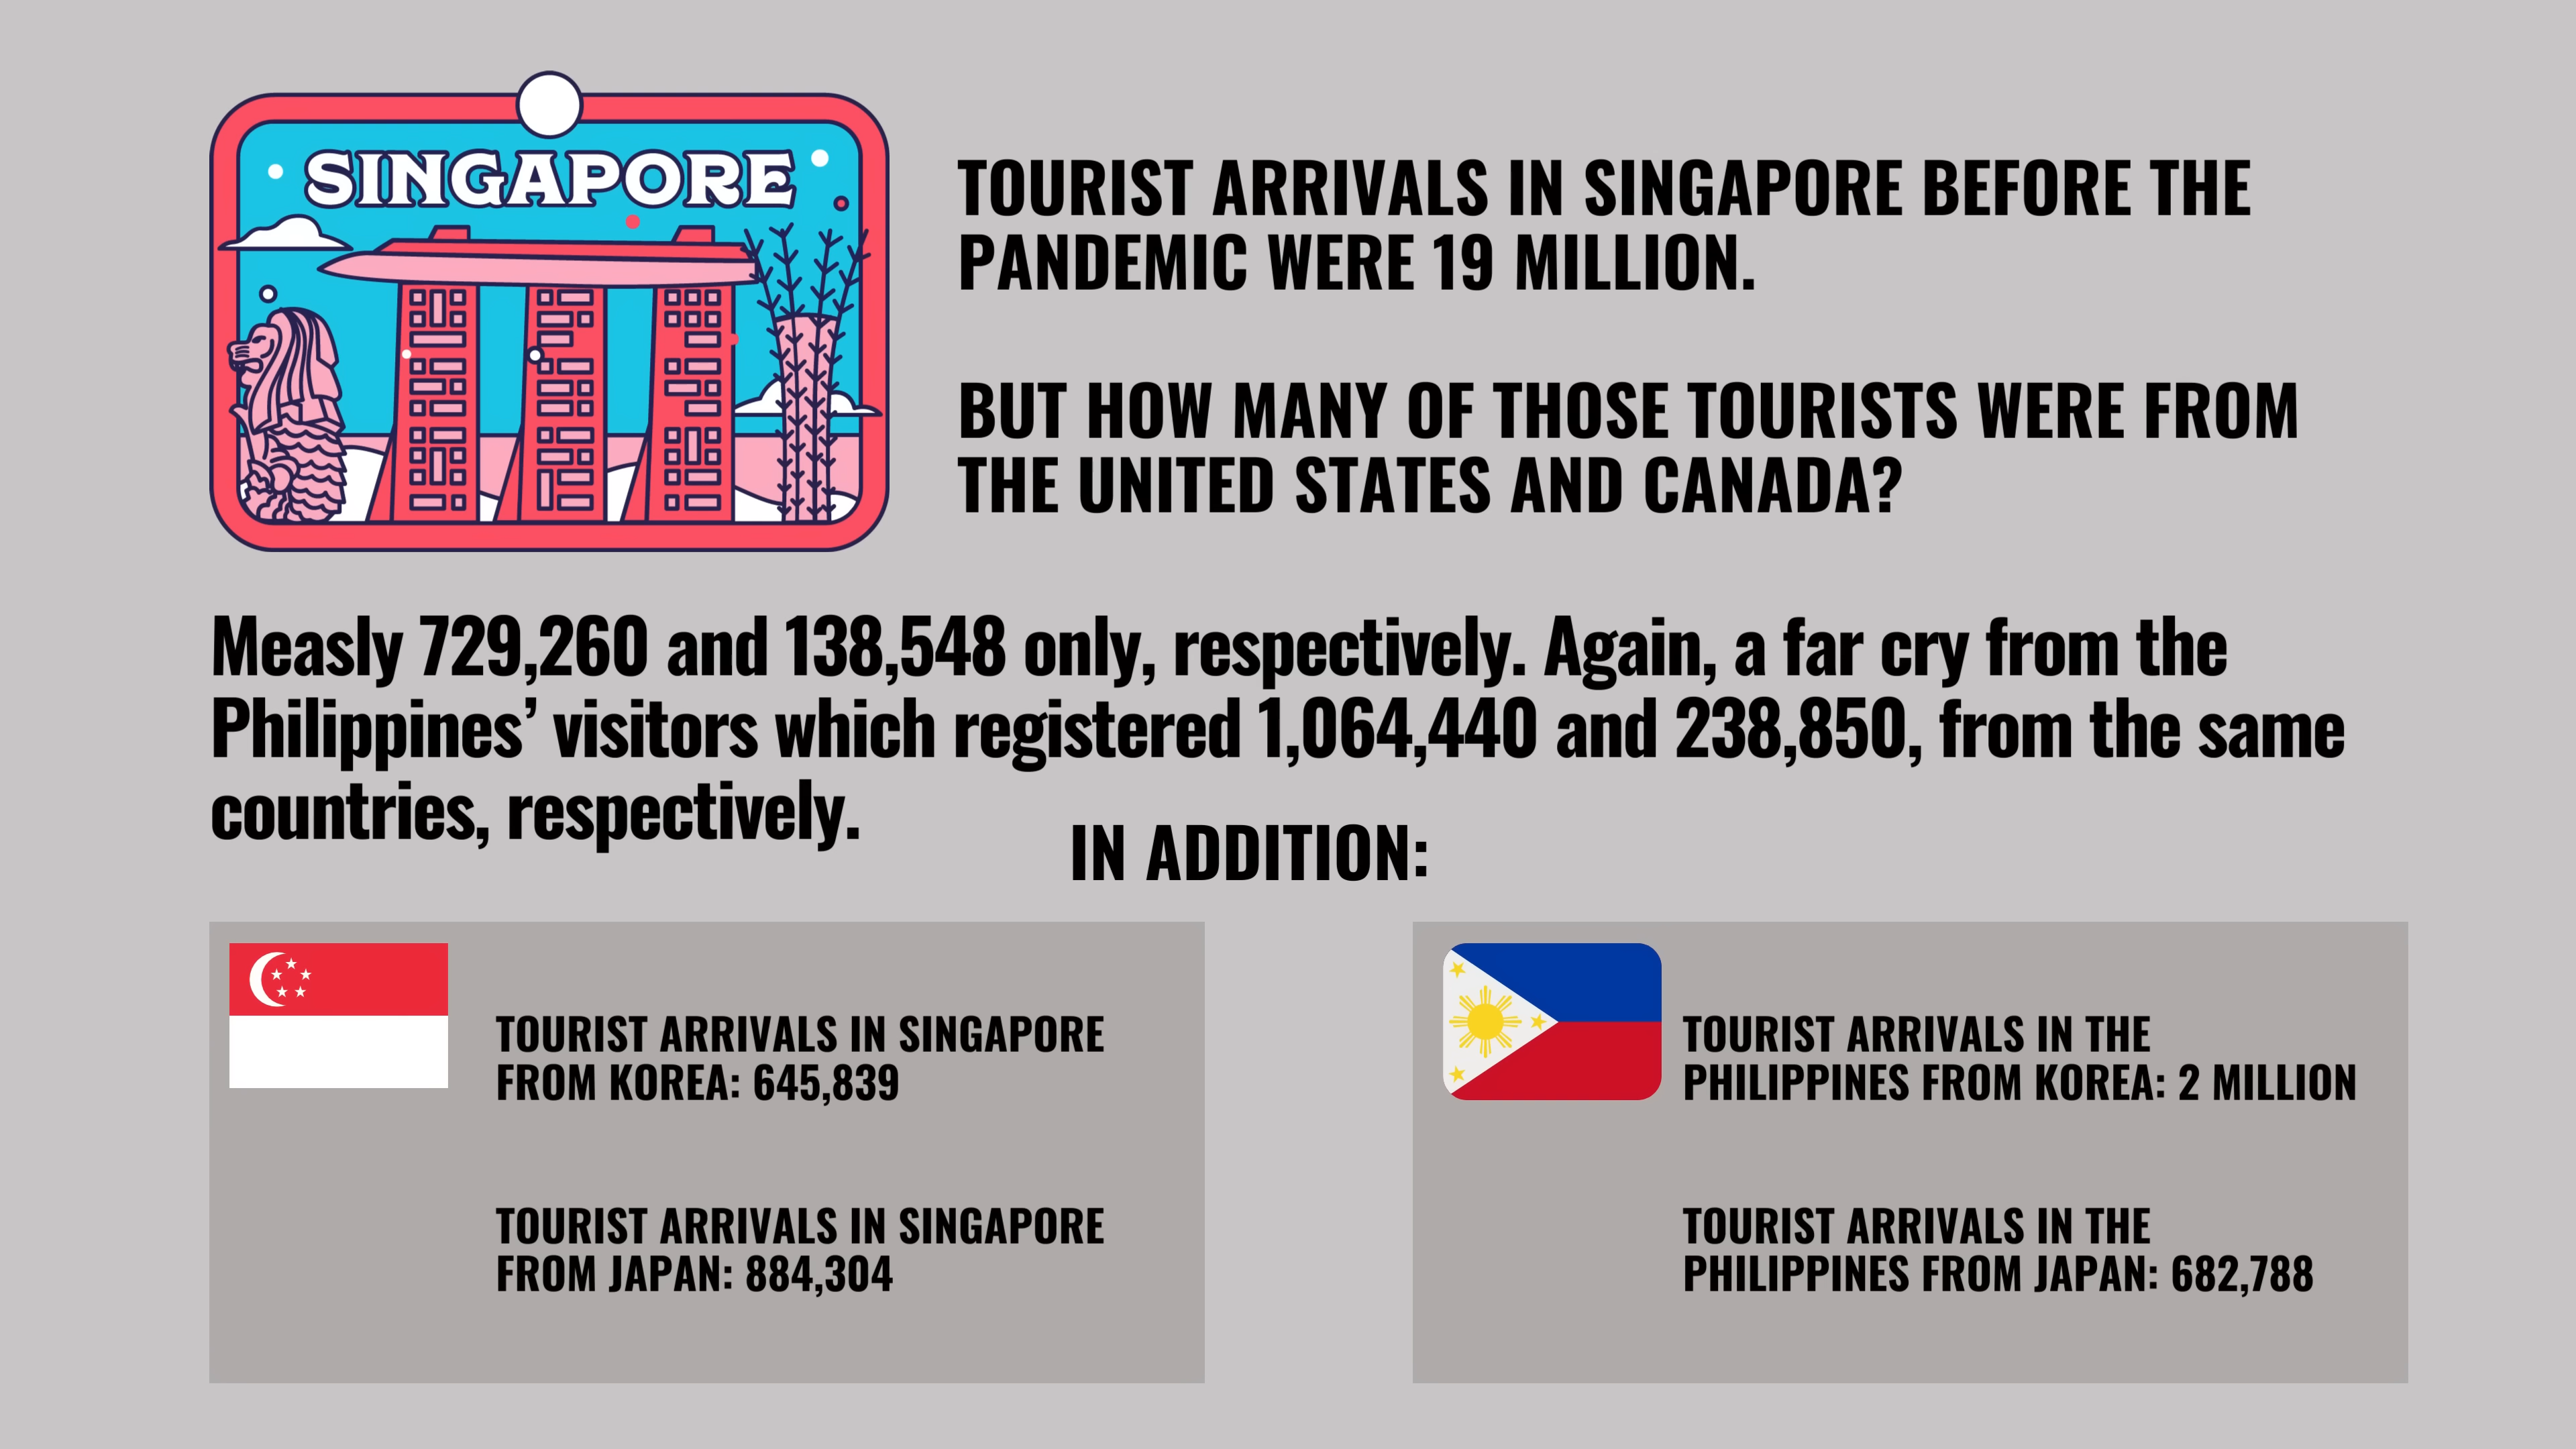 SINGAPORE
TOURIST ARRIVALS IN SINGAPORE BEFORE THE
PANDEMIC WERE 19 MILLION.
BUT HOW MANY OF THOSE TOURISTS WERE FROM
THE UNITED STATES AND CANADA?
Measly 729,260 and 138,548 only, respectively. Again, a far cry from the
Philippines’ visitors which registered 1,064,440 and 238,850, from the same
countries, respectively.
IN ADDITION:
TOURIST ARRIVALS IN SINGAPORE
FROM KOREA: 645,839
TOURIST ARRIVALS IN SINGAPORE
FROM JAPAN: 884,304
TOURIST ARRIVALS IN THE
PHILIPPINES FROM KOREA: 2 MILLION
TOURIST ARRIVALS IN THE
PHILIPPINES FROM JAPAN: 682,788